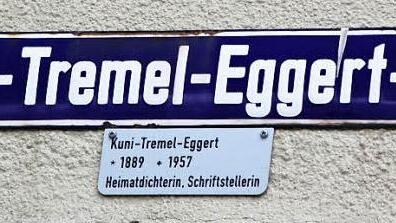 -Tremel-Eggert-
Kuni-Tremel-Eggert
* 1889 + 1957
Heimatdichterin, Schriftstellerin